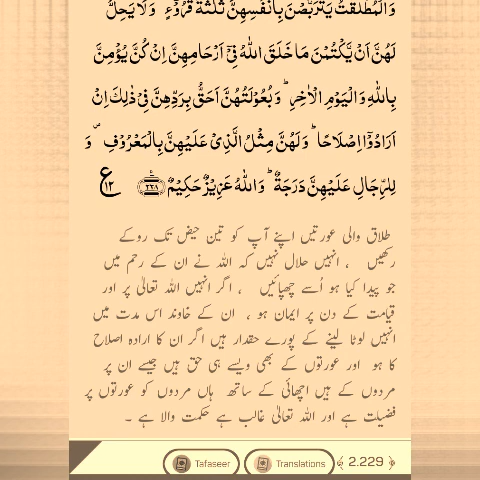 وَالْمُطَلَّقٰتُ يَتَرَبَّصْنَ بِاَنْفُسِهِنَّ ثَلٰثَةَ قُرُوْٓءٍ ؕ وَلَا يَحِلُّ
لَهُنَّ اَنْ يَّكْتُمْنَ مَا خَلَقَ اللّٰهُ فِىْٓ اَرْحَامِهِنَّ اِنْ كُنَّ يُؤْمِنَّ
بِاللّٰهِ وَالْيَوْمِ الْاٰخِرِ ؕ وَبُعُوْلَتُهُنَّ اَحَقُّ بِرَدِّهِنَّ فِىْ ذٰلِكَ اِنْ
اَرَادُوْٓا اِصْلَاحًا ؕ وَلَهُنَّ مِثْلُ الَّذِىْ عَلَيْهِنَّ بِالْمَعْرُوْفِ ۪ وَ
لِلرِّجَالِ عَلَيْهِنَّ دَرَجَةٌ ؕ وَاللّٰهُ عَزِيْزٌ حَكِيْمٌ ﴿۲۲۸﴾ ع ۱۲
طلاق والی عورتیں اپنے آپ کو تین حیض تک روکے
رکھیں ، انہیں حلال نہیں کہ اللہ نے ان کے رحم میں
جو پیدا کیا ہو اُسے چھپائیں ، اگر انہیں اللہ تعالیٰ پر اور
قیامت کے دن پر ایمان ہو ، ان کے خاوند اس مدت میں
انہیں لوٹا لینے کے پورے حقدار ہیں اگر ان کا ارادہ اصلاح
کا ہو اور عورتوں کے بھی ویسے ہی حق ہیں جیسے ان پر
مردوں کے ہیں اچھائی کے ساتھ ہاں مردوں کو عورتوں پر
فضیلت ہے اور اللہ تعالیٰ غالب ہے حکمت والا ہے ۔
Tafaseer Translations ﴾ 2.229 ﴿